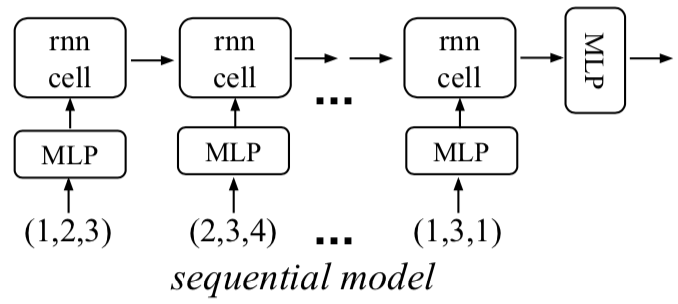 rnn cell
rnn cell
...
rnn cell
MLP
MLP
MLP
MLP
(1,2,3)
(2,3,4)
...
(1,3,1)
sequential model